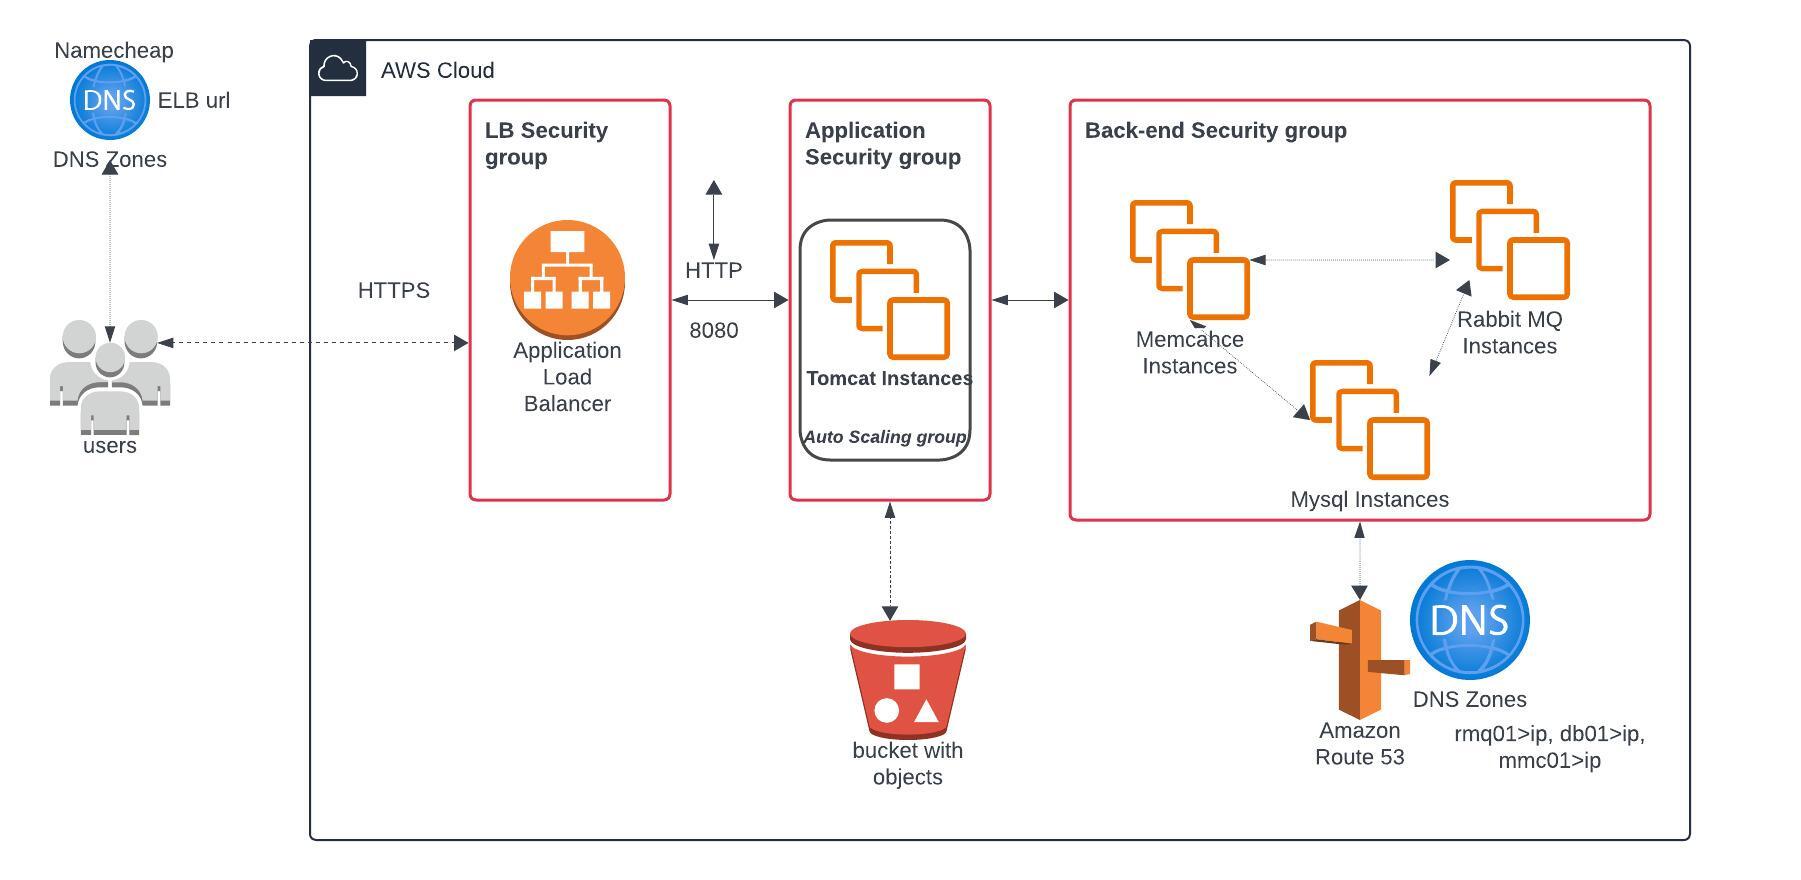 Namecheap
DNS
ELB url
DNS Zones
users
HTTPS
AWS Cloud
LB Security
group
Application
Load
Balancer
HTTP
8080
Application
Security group
Tomcat Instances
Auto Scaling group
bucket with
objects
Back-end Security group
Memcahce
Instances
Rabbit MQ
Instances
Mysql Instances
Amazon
Route 53
DNS
DNS Zones
rmq01>ip, db01>ip,
mmc01>ip